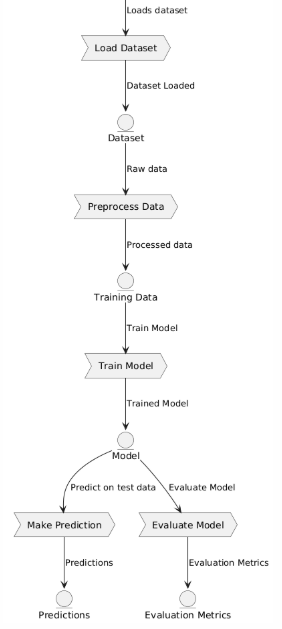 Loads dataset
Load Dataset
Dataset Loaded
Dataset
Raw data
Preprocess Data
Processed data
Training Data
Train Model
Train Model
Trained Model
Model
Predict on test data
Evaluate Model
Make Prediction
Evaluate Model
Predictions
Evaluation Metrics
Predictions
Evaluation Metrics